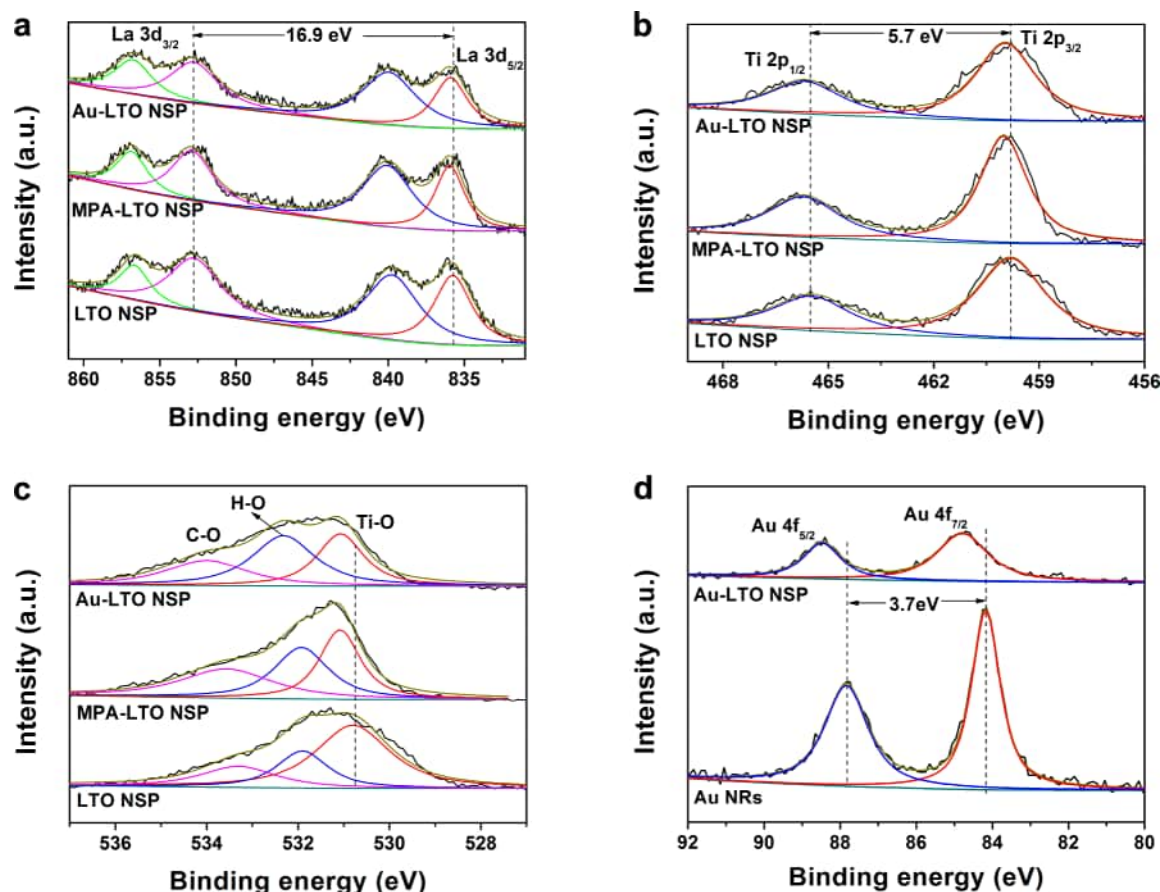 a
La 3d3/2
16.9 eV
La 3d5/2
Au-LTO NSP
MPA-LTO NSP
LTO NSP
Intensity (a.u.)
860 855 850 845 840 835
Binding energy (eV)
b
5.7 eV
Ti 2p1/2
Ti 2p3/2
Au-LTO NSP
MPA-LTO NSP
LTO NSP
Intensity (a.u.)
468 465 462 459 456
Binding energy (eV)
c
H-O
C-O
Ti-O
Au-LTO NSP
MPA-LTO NSP
LTO NSP
Intensity (a.u.)
536 534 532 530 528
Binding energy (eV)
d
Au 4f5/2
Au 4f7/2
Au-LTO NSP
3.7eV
Au NRs
Intensity (a.u.)
92 90 88 86 84 82 80
Binding energy (eV)